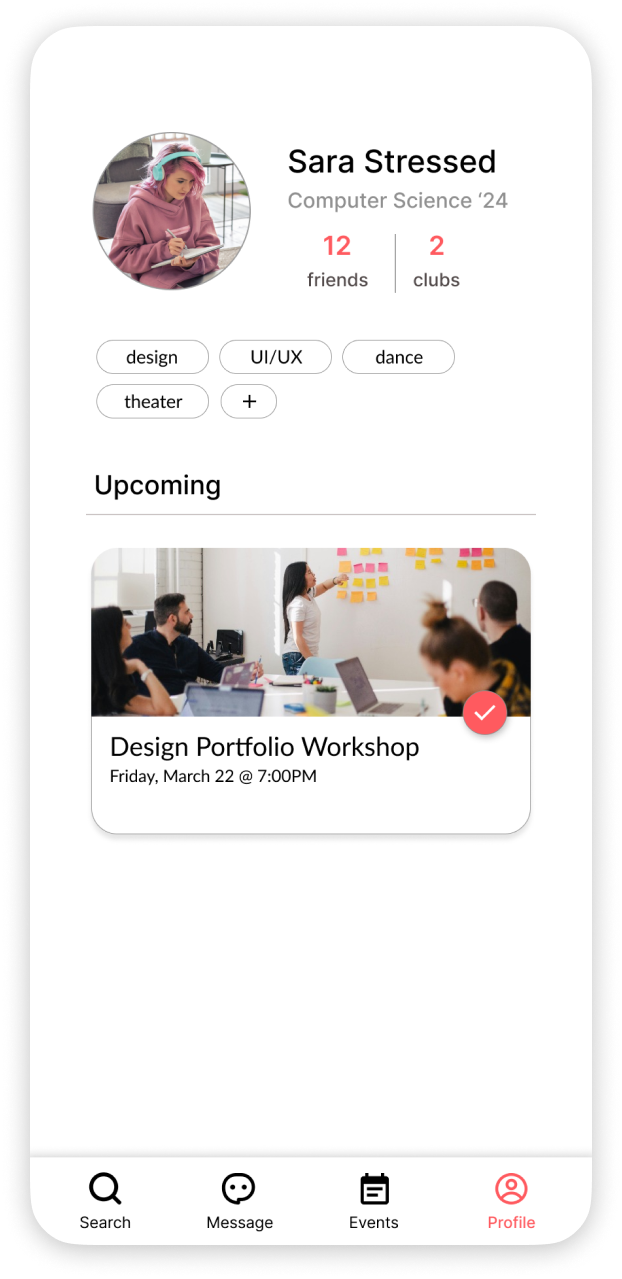 Sara Stressed
Computer Science ‘24
12 2
friends clubs
design UI/UX dance
theater +
Upcoming
Design Portfolio Workshop
Friday, March 22 @ 7:00PM
Search Message Events Profile